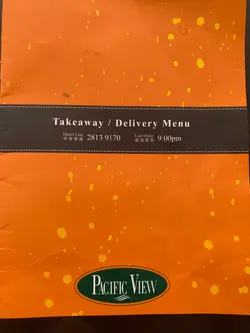 Takeaway / Delivery Menu
Direct Line Last Order
2813 9170 9:00pm
PACIFIC VIEW